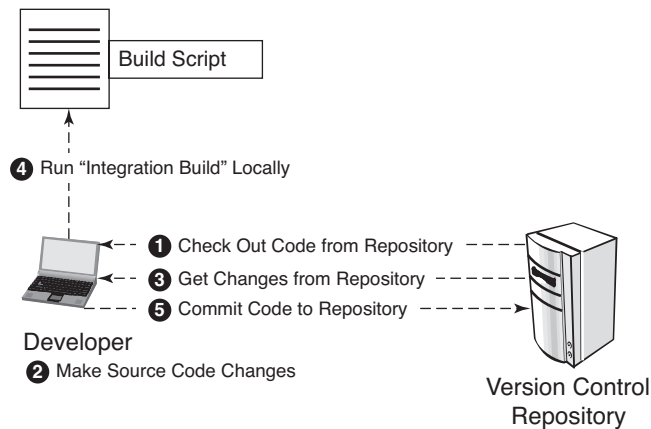 Build Script
4 Run “Integration Build” Locally
1 Check Out Code from Repository
3 Get Changes from Repository
5 Commit Code to Repository
Developer
2 Make Source Code Changes
Version Control
Repository